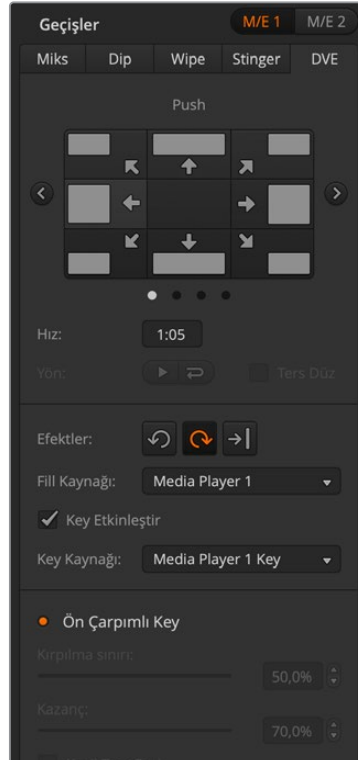 Geçişler M/E 1 M/E 2
Miks Dip Wipe Stinger DVE
Push
Hız: 1:05
Yön: Ters Düz
Efektler:
Fill Kaynağı: Media Player 1
Key Etkinleştir
Key Kaynağı: Media Player 1 Key
Ön Çarpımlı Key
Kırpılma sınırı:
50,0%
Kazanç:
70,0%